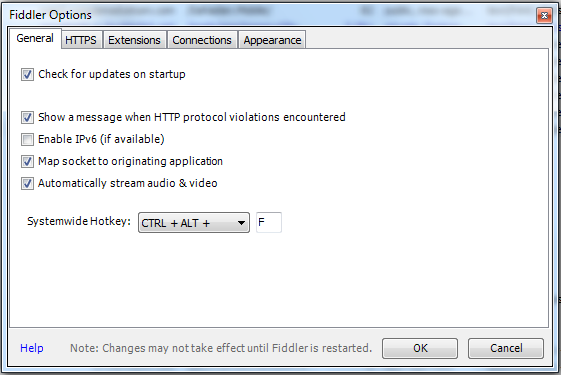 Fiddler Options
General HTTPS Extensions Connections Appearance
Check for updates on startup
Show a message when HTTP protocol violations encountered
Enable IPv6 (if available)
Map socket to originating application
Automatically stream audio & video
Systemwide Hotkey: CTRL + ALT + F
Help Note: Changes may not take effect until Fiddler is restarted. OK Cancel